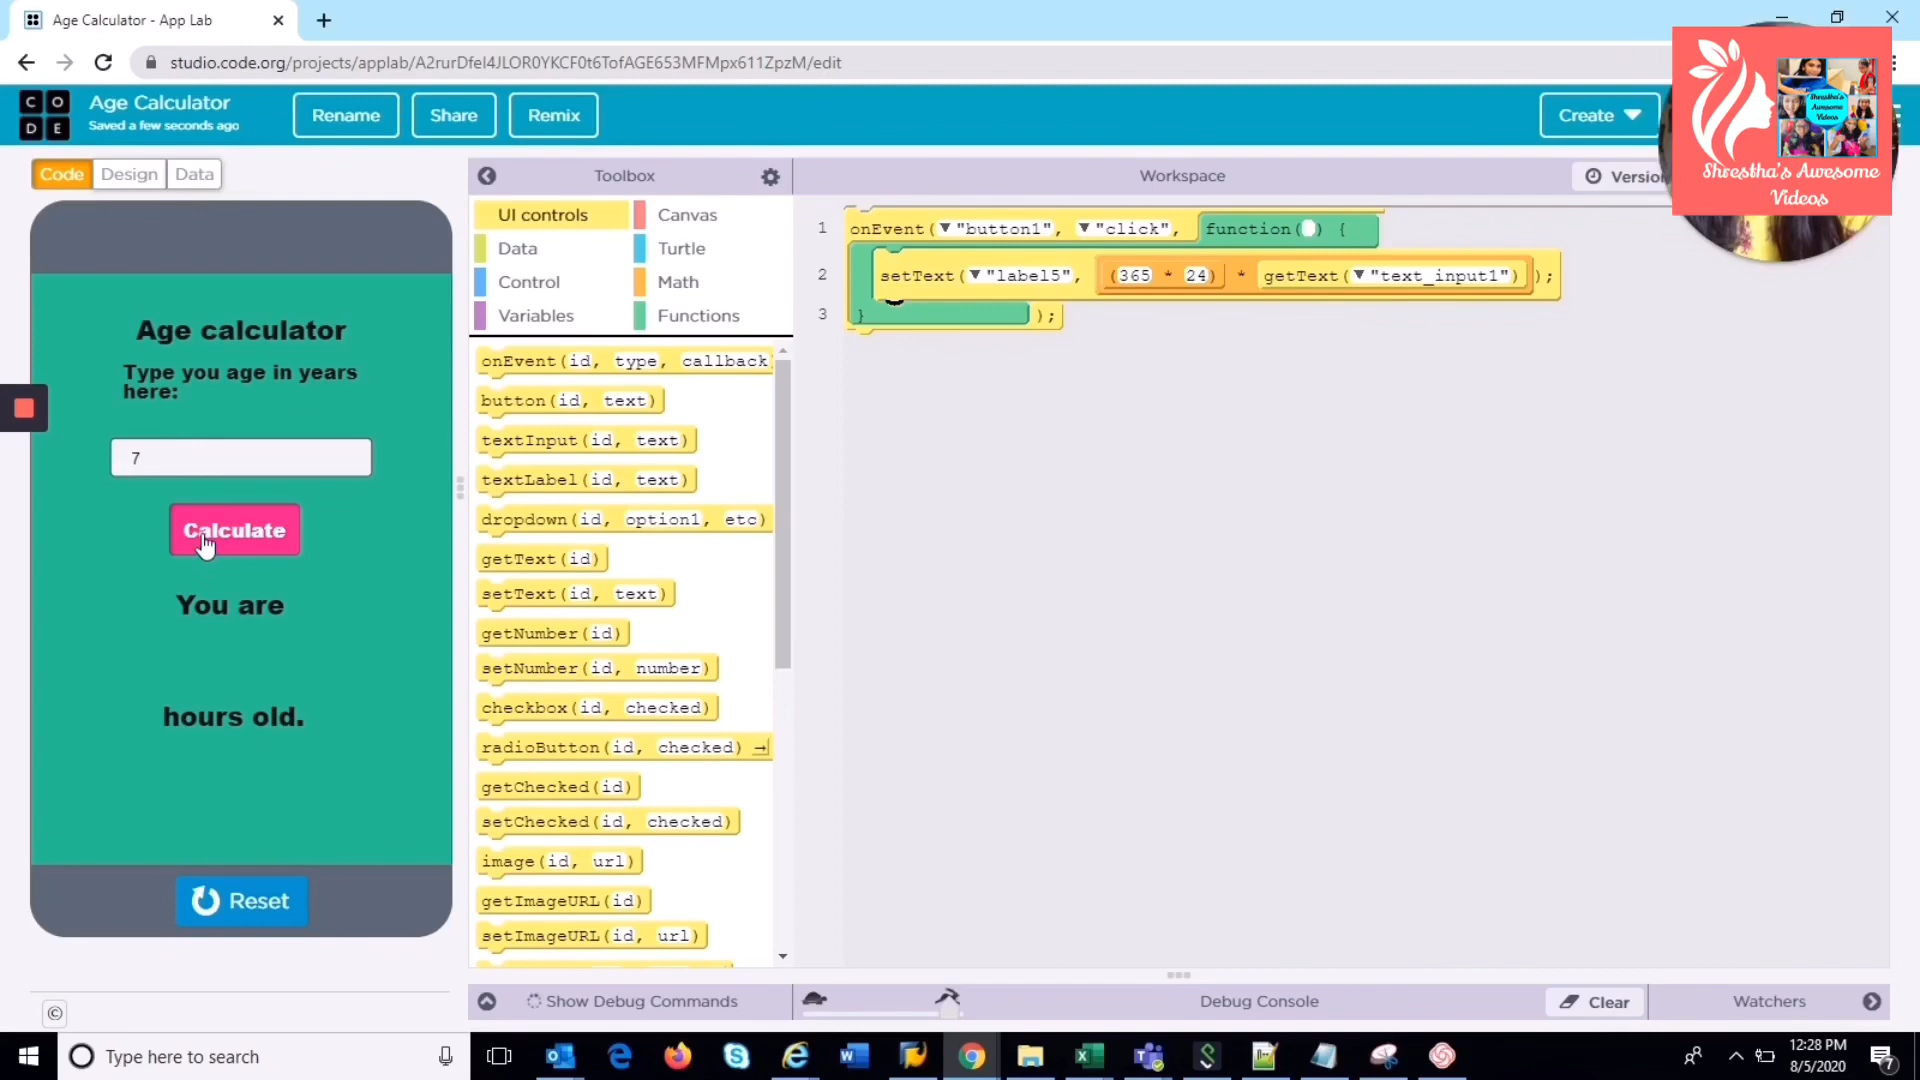 Age Calculator - App Lab
studio.code.org/projects/applab/A2rurDfel4JLOR0YKCF0t6TofAGE653MFMpx611ZpzM/edit
C O
D E
Age Calculator
Saved a few seconds ago
Rename
Share
Remix
Create
Shrestha's Awesome Videos
Shrestha's Awesome
Videos
Code
Design
Data
Toolbox
Workspace
Version
UI controls
Canvas
Data
Turtle
Control
Math
Variables
Functions
1 onEvent( "button1", "click", function( ) {
2 setText( "label5", (365 * 24) * getText( "text_input1") );
3 } );
Age calculator
Type you age in years
here:
7
Calculate
You are
hours old.
Reset
onEvent(id, type, callback
button(id, text)
textInput(id, text)
textLabel(id, text)
dropdown(id, option1, etc)
getText(id)
setText(id, text)
getNumber(id)
setNumber(id, number)
checkbox(id, checked)
radioButton(id, checked)
getChecked(id)
setChecked(id, checked)
image(id, url)
getImageURL(id)
setImageURL(id, url)
©
Show Debug Commands
Debug Console
Clear
Watchers
Type here to search
12:28 PM
8/5/2020
7